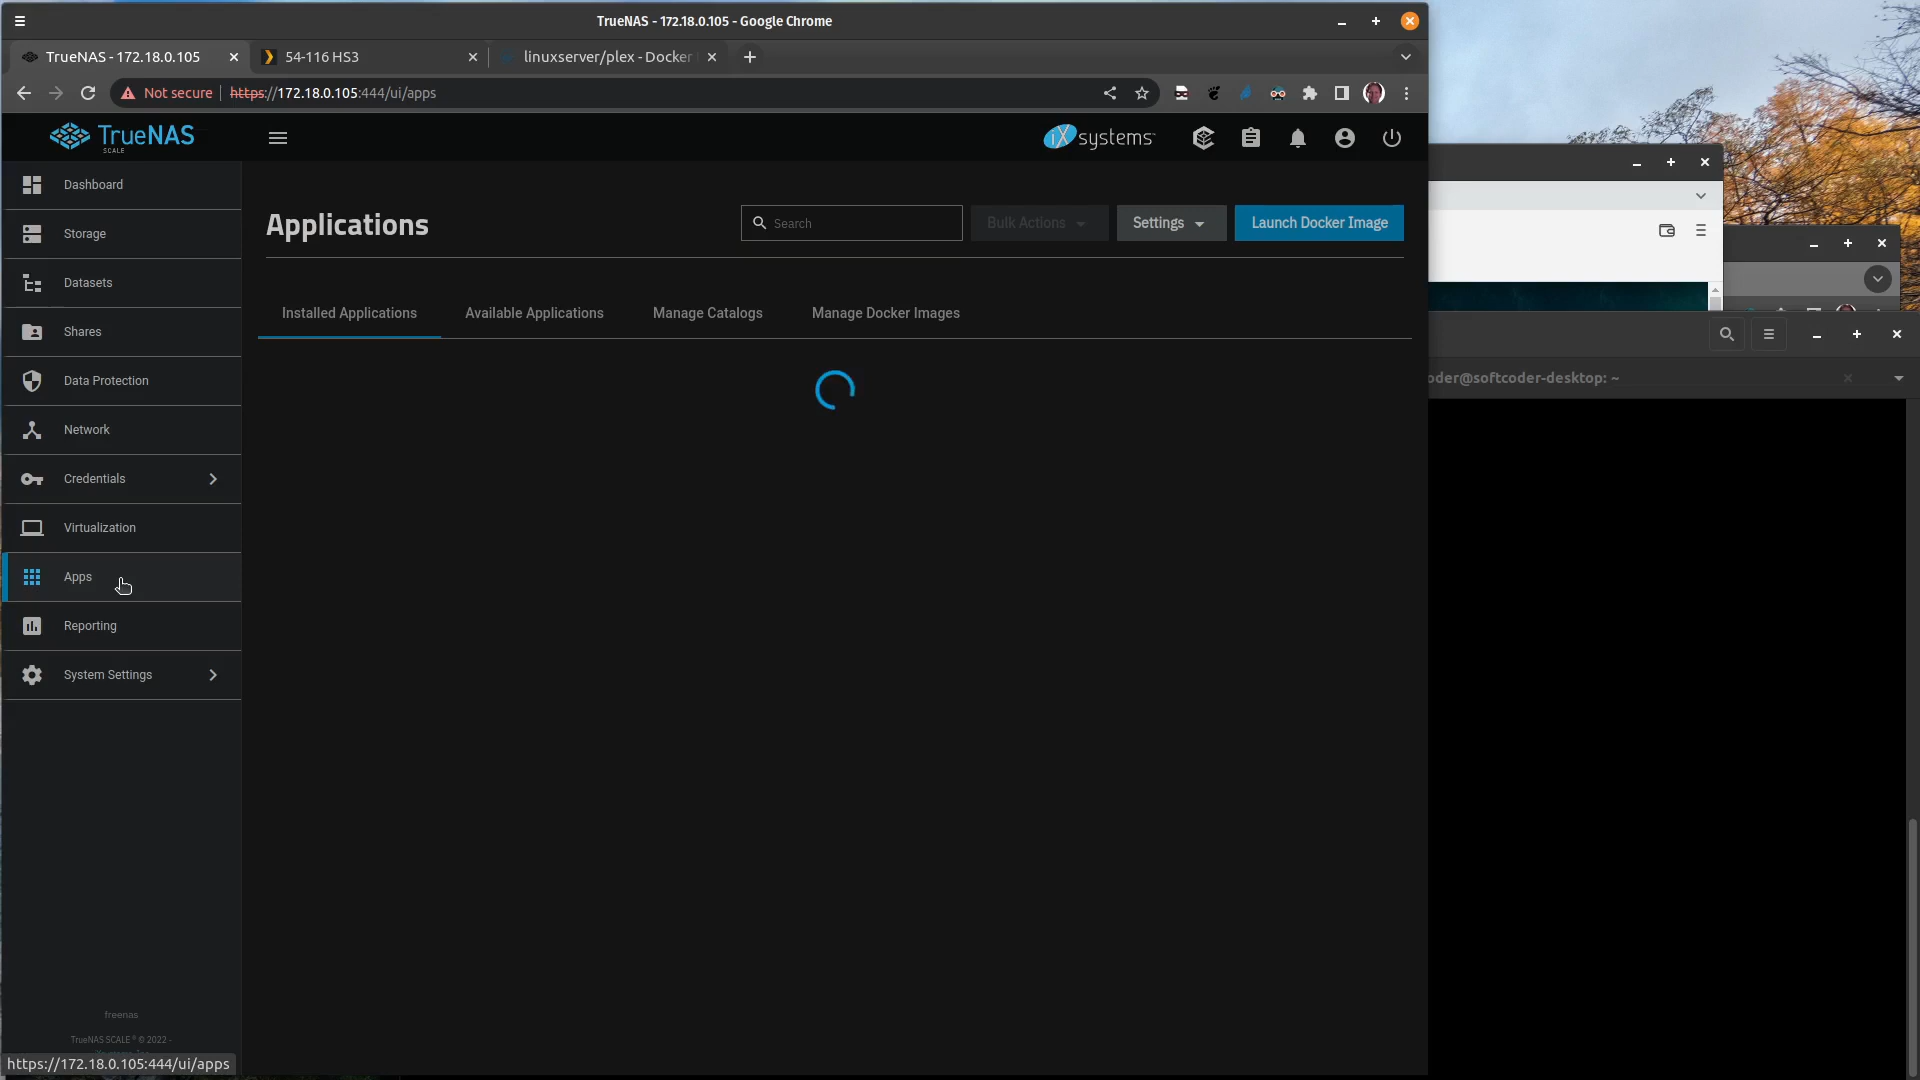 TrueNAS - 172.18.0.105 - Google Chrome
TrueNAS - 172.18.0.105
54-116 HS3
linuxserver/plex - Docker
Not secure
https://172.18.0.105:444/ui/apps
TrueNAS
SCALE
iXsystems
Dashboard
Storage
Datasets
Shares
Data Protection
Network
Credentials
Virtualization
Apps
Reporting
System Settings
freenas
TrueNAS SCALE ® © 2022 -
https://172.18.0.105:444/ui/apps
Applications
Search
Bulk Actions
Settings
Launch Docker Image
Installed Applications
Available Applications
Manage Catalogs
Manage Docker Images
oder@softcoder-desktop: ~